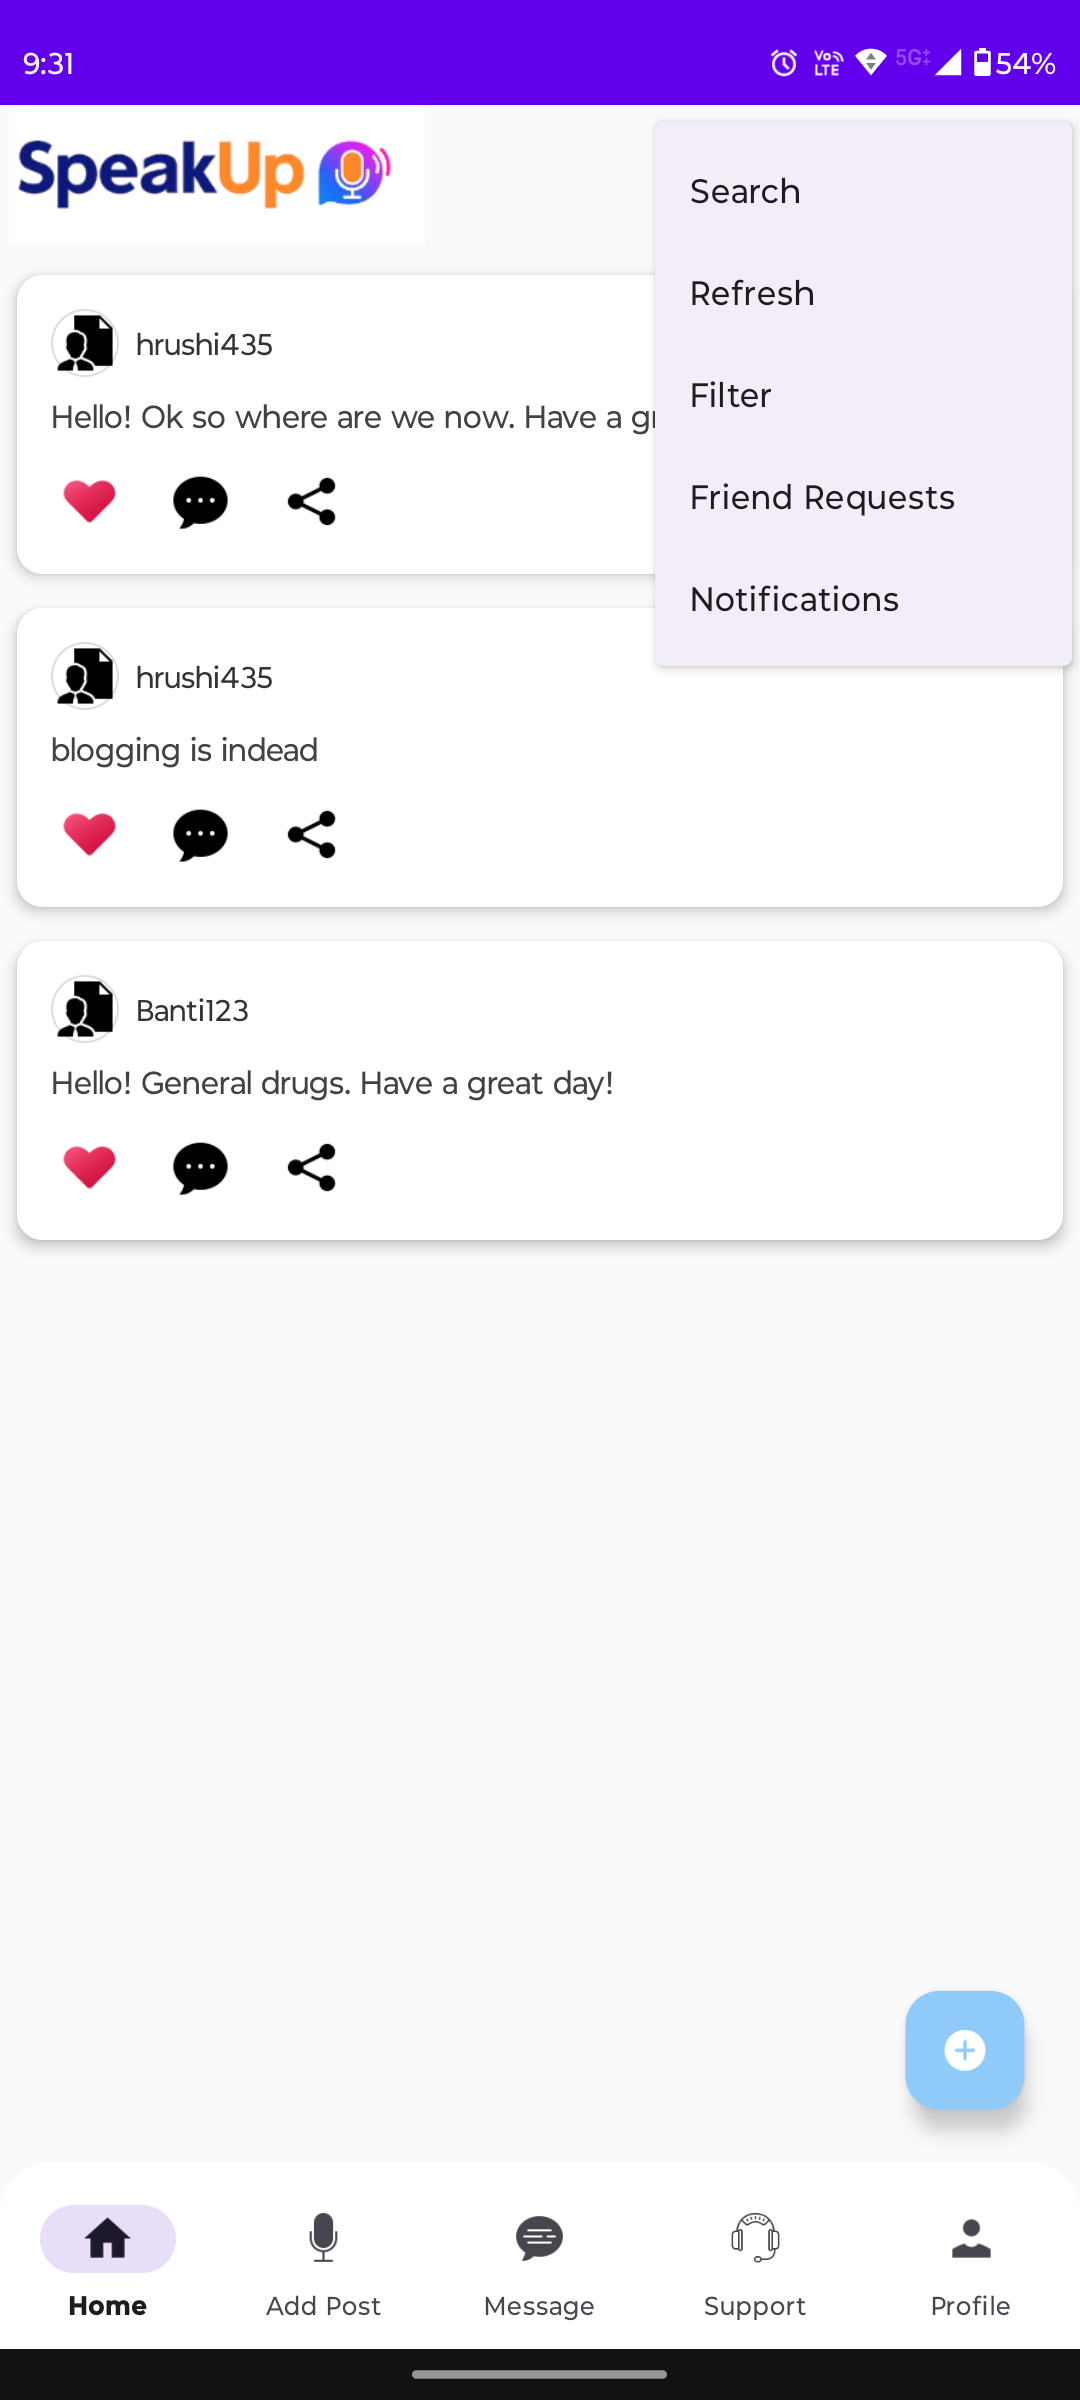 9:31
Vo LTE
5G
54%
SpeakUp
Search
Refresh
Filter
Friend Requests
Notifications
hrushi435
Hello! Ok so where are we now. Have a
hrushi435
blogging is indead
Banti123
Hello! General drugs. Have a great day!
Home
Add Post
Message
Support
Profile